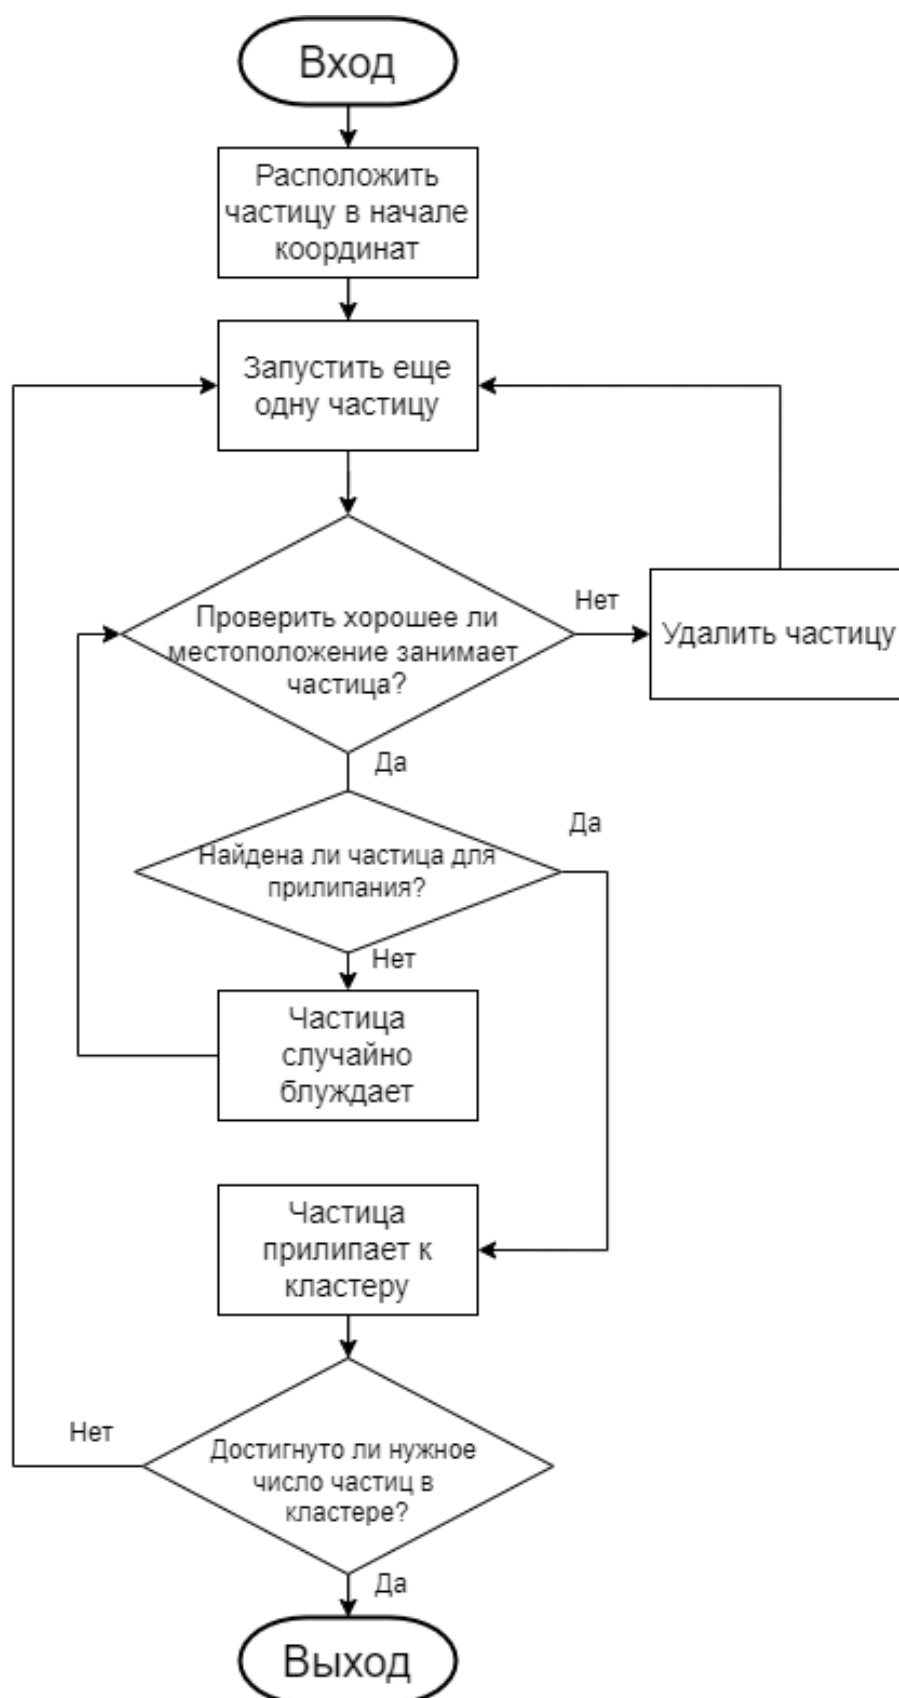 Вход
Расположить
частицу в начале
координат
Запустить еще
одну частицу
Проверить хорошее ли
местоположение занимает
частица?
Нет
Удалить частицу
Да
Найдена ли частица для
прилипания?
Да
Нет
Частица
случайно
блуждает
Частица
прилипает к
кластеру
Нет
Достигнуто ли нужное
число частиц в
кластере?
Да
Выход